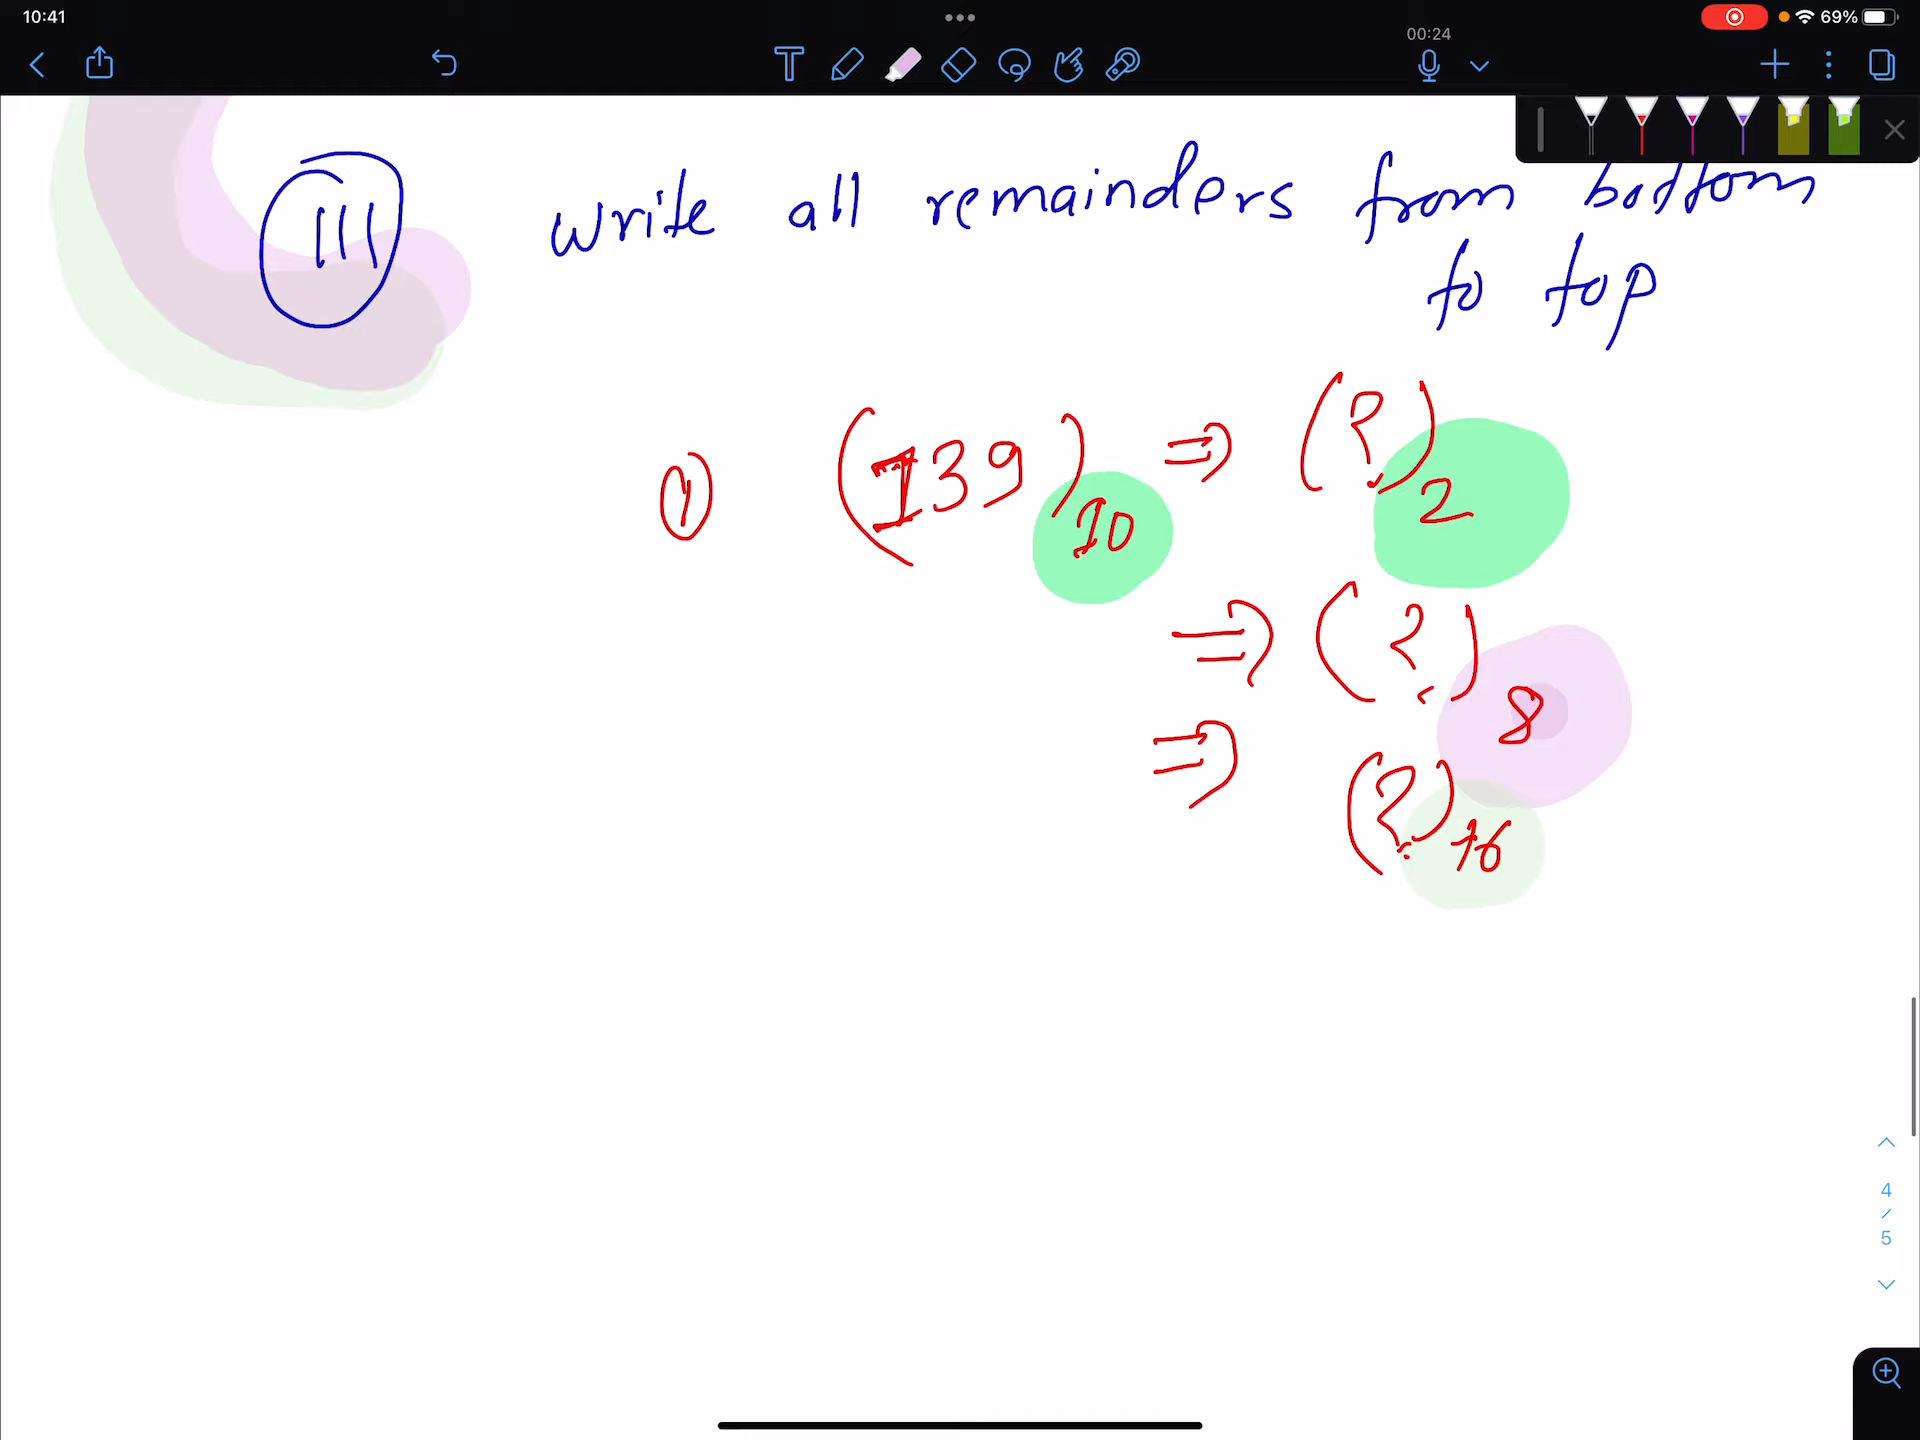 10:41
69%
00:24
T
III write all remainders from bottom
to top
1 (139)10 ⇒ (?)2
⇒ (?)8
⇒ (?)16
4
/
5